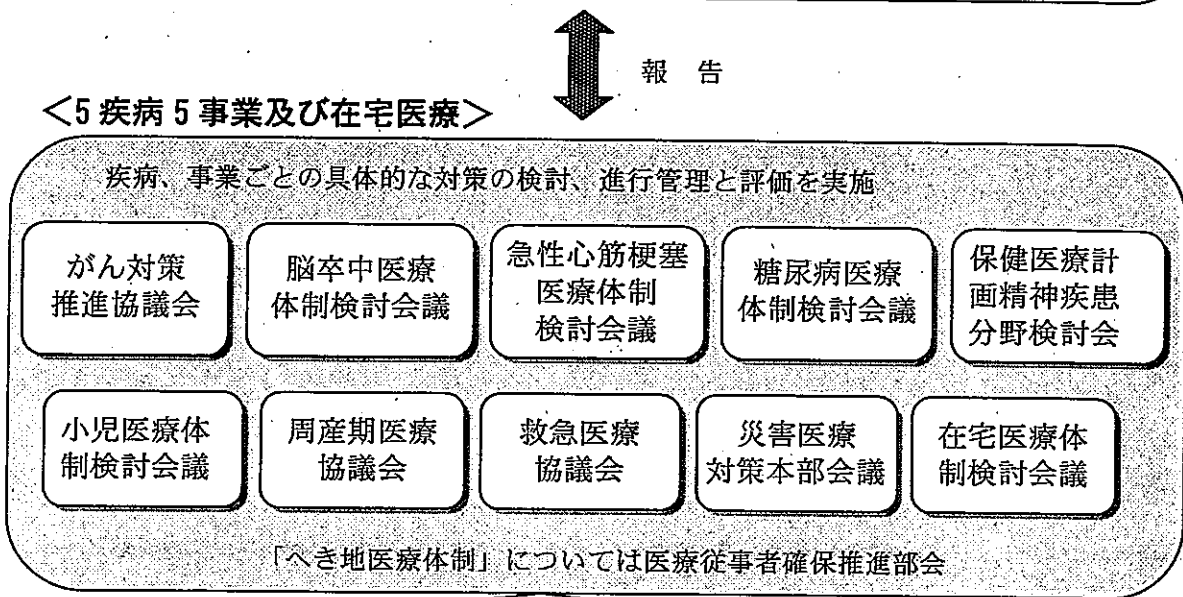 報 告
<5疾病5事業及び在宅医療>
疾病、事業ごとの具体的な対策の検討、進行管理と評価を実施
がん対策
推進協議会
脳卒中医療
体制検討会議
急性心筋梗塞
医療体制
検討会議
糖尿病医療
体制検討会議
保健医療計
画精神疾患
分野検討会
小児医療体
制検討会議
周産期医療
協議会
救急医療
協議会
災害医療
対策本部会議
在宅医療体
制検討会議
「へき地医療体制」については医療従事者確保推進部会